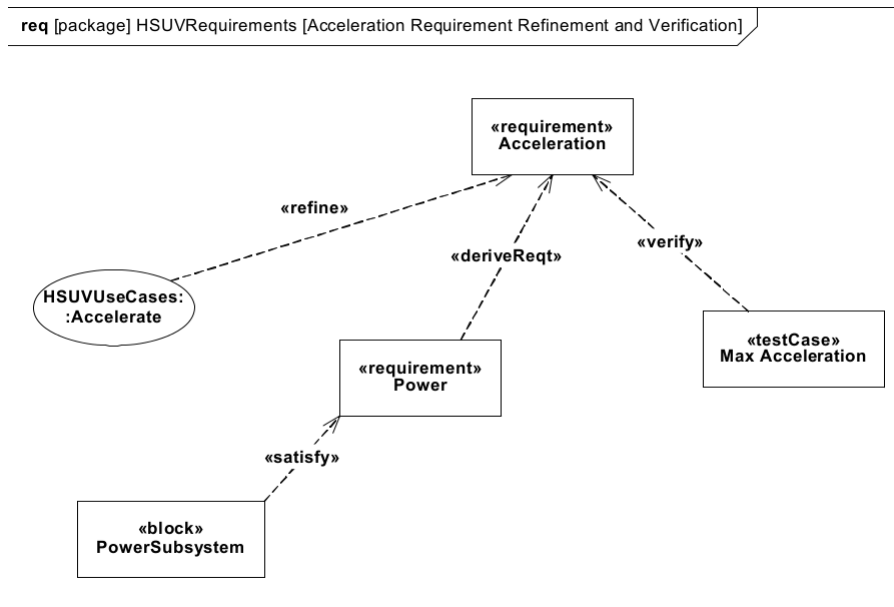 req [package] HSUVRequirements [Acceleration Requirement Refinement and Verification]
«requirement»
Acceleration
«refine»
«deriveReqt»
«verify»
HSUVUseCases:
:Accelerate
«requirement»
Power
«testCase»
Max Acceleration
«satisfy»
«block»
PowerSubsystem